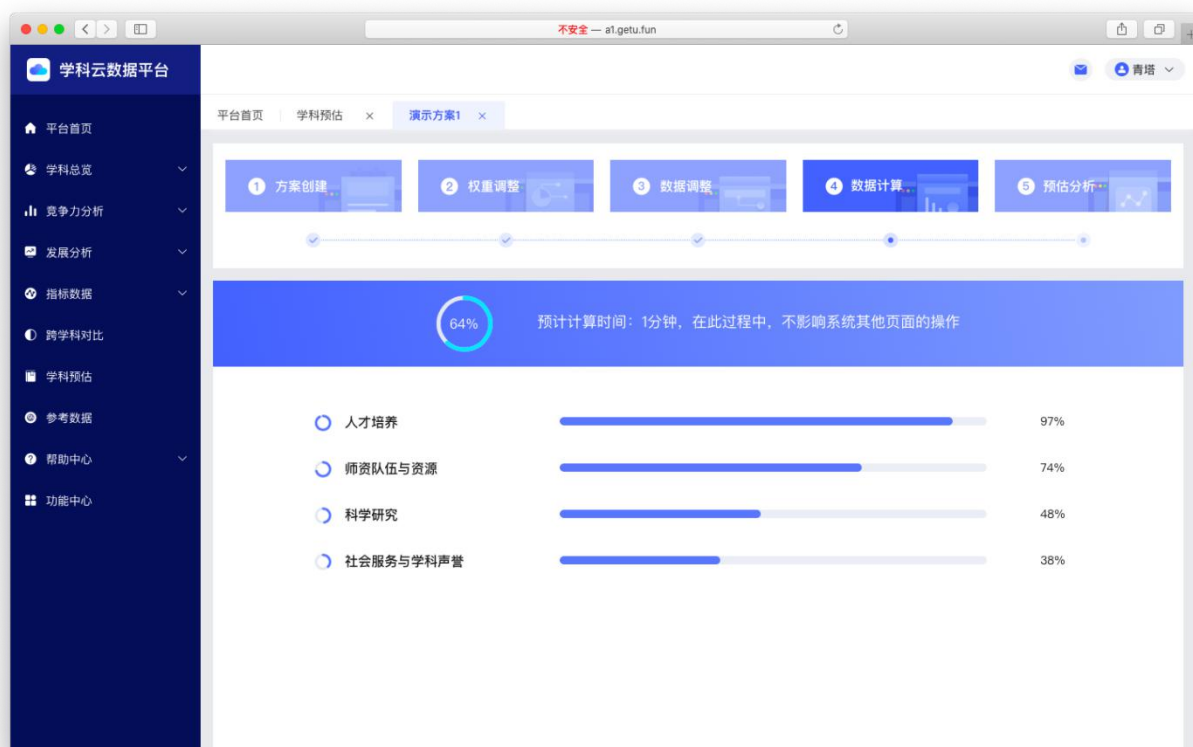 不安全 — a1.getu.fun
学科云数据平台
青塔
平台首页
学科预估
演示方案1
平台首页
学科总览
竞争力分析
发展分析
指标数据
跨学科对比
学科预估
参考数据
帮助中心
功能中心
1 方案创建
2 权重调整
3 数据调整
4 数据计算
5 预估分析
64%
预计计算时间：1分钟，在此过程中，不影响系统其他页面的操作
人才培养 97%
师资队伍与资源 74%
科学研究 48%
社会服务与学科声誉 38%